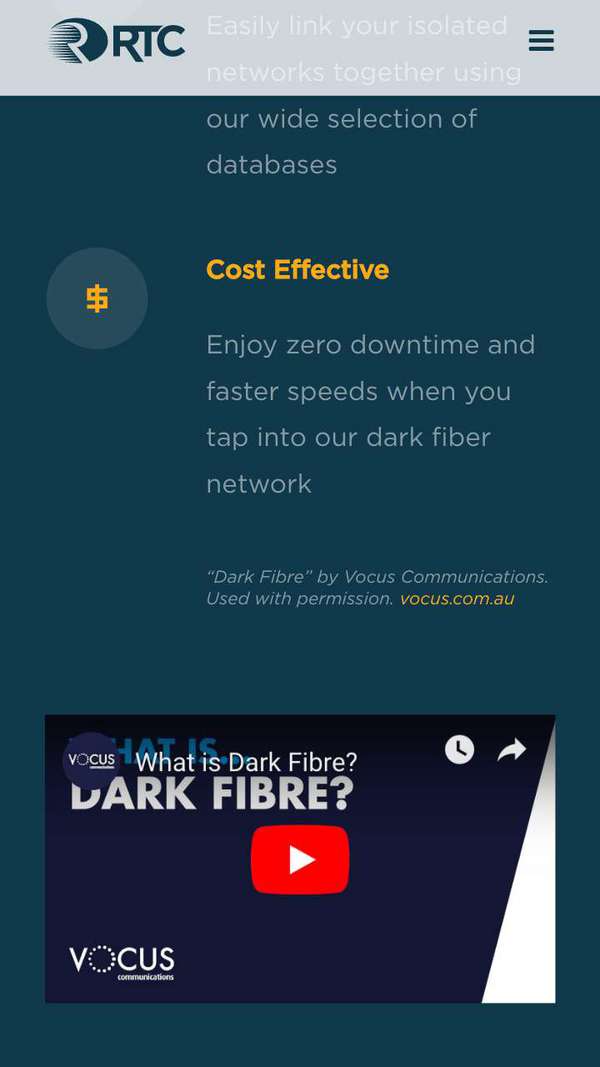 RTC
Easily link your isolated
networks together using
our wide selection of
databases
$
Cost Effective
Enjoy zero downtime and
faster speeds when you
tap into our dark fiber
network
“Dark Fibre” by Vocus Communications.
Used with permission. vocus.com.au
WHAT IS...
VOCUS
What is Dark Fibre?
DARK FIBRE?
VOCUS
communications